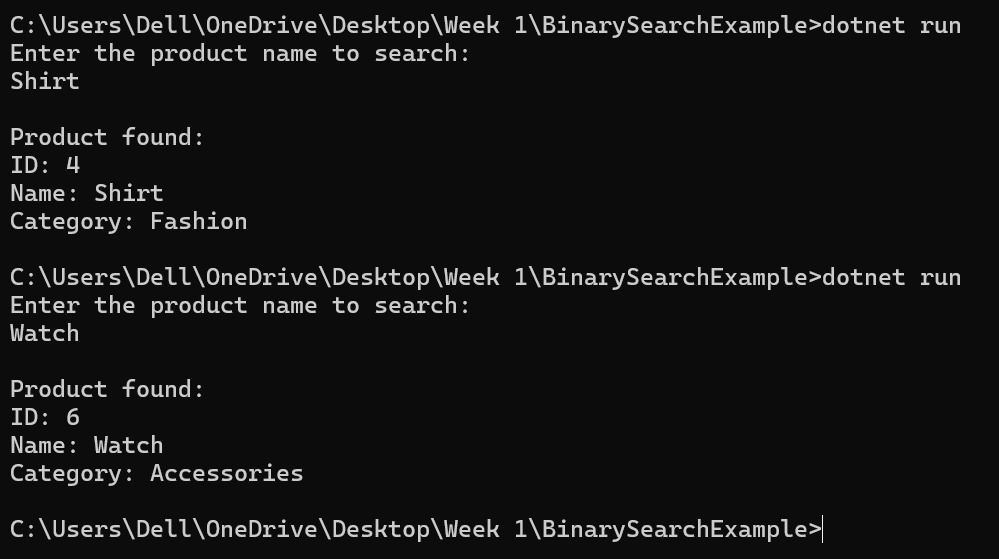 C:\Users\Dell\OneDrive\Desktop\Week 1\BinarySearchExample>dotnet run
Enter the product name to search:
Shirt
Product found:
ID: 4
Name: Shirt
Category: Fashion
C:\Users\Dell\OneDrive\Desktop\Week 1\BinarySearchExample>dotnet run
Enter the product name to search:
Watch
Product found:
ID: 6
Name: Watch
Category: Accessories
C:\Users\Dell\OneDrive\Desktop\Week 1\BinarySearchExample>